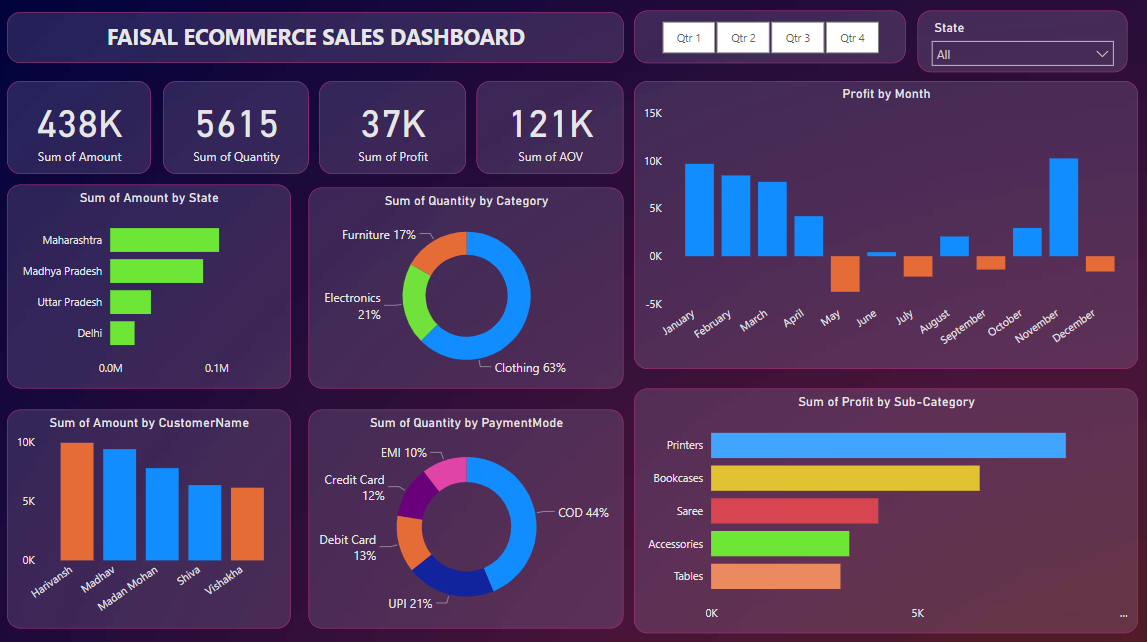 FAISAL ECOMMERCE SALES DASHBOARD
Qtr 1
Qtr 2
Qtr 3
Qtr 4
State
All
438K
Sum of Amount
5615
Sum of Quantity
37K
Sum of Profit
121K
Sum of AOV
Profit by Month
15K
10K
5K
0K
-5K
January
February
March
April
May
June
July
August
September
October
November
December
Sum of Amount by State
Maharashtra
Madhya Pradesh
Uttar Pradesh
Delhi
0.0M
0.1M
Sum of Quantity by Category
Furniture 17%
Electronics
21%
Clothing 63%
Sum of Amount by CustomerName
10K
5K
0K
Harivansh
Madhav
Madan Mohan
Shiva
Vishakha
Sum of Quantity by PaymentMode
EMI 10%
Credit Card
12%
Debit Card
13%
UPI 21%
COD 44%
Sum of Profit by Sub-Category
Printers
Bookcases
Saree
Accessories
Tables
0K
5K
...